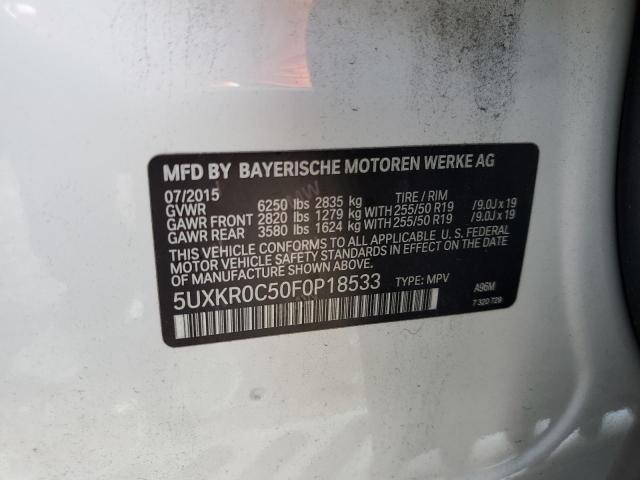 MFD BY BAYERISCHE MOTOREN WERKE AG
07/2015 TIRE / RIM
GVWR 6250 lbs 2835 kg
GAWR FRONT 2820 lbs 1279 kg WITH 255/50 R19 / 9.0J x 19
GAWR REAR 3580 lbs 1624 kg WITH 255/50 R19 / 9.0J x 19
THIS VEHICLE CONFORMS TO ALL APPLICABLE U. S. FEDERAL
MOTOR VEHICLE SAFETY STANDARDS IN EFFECT ON THE
DATE OF MANUFACTURE SHOWN ABOVE.
5UXKR0C50F0P18533 TYPE: MPV A96M
7 320 728